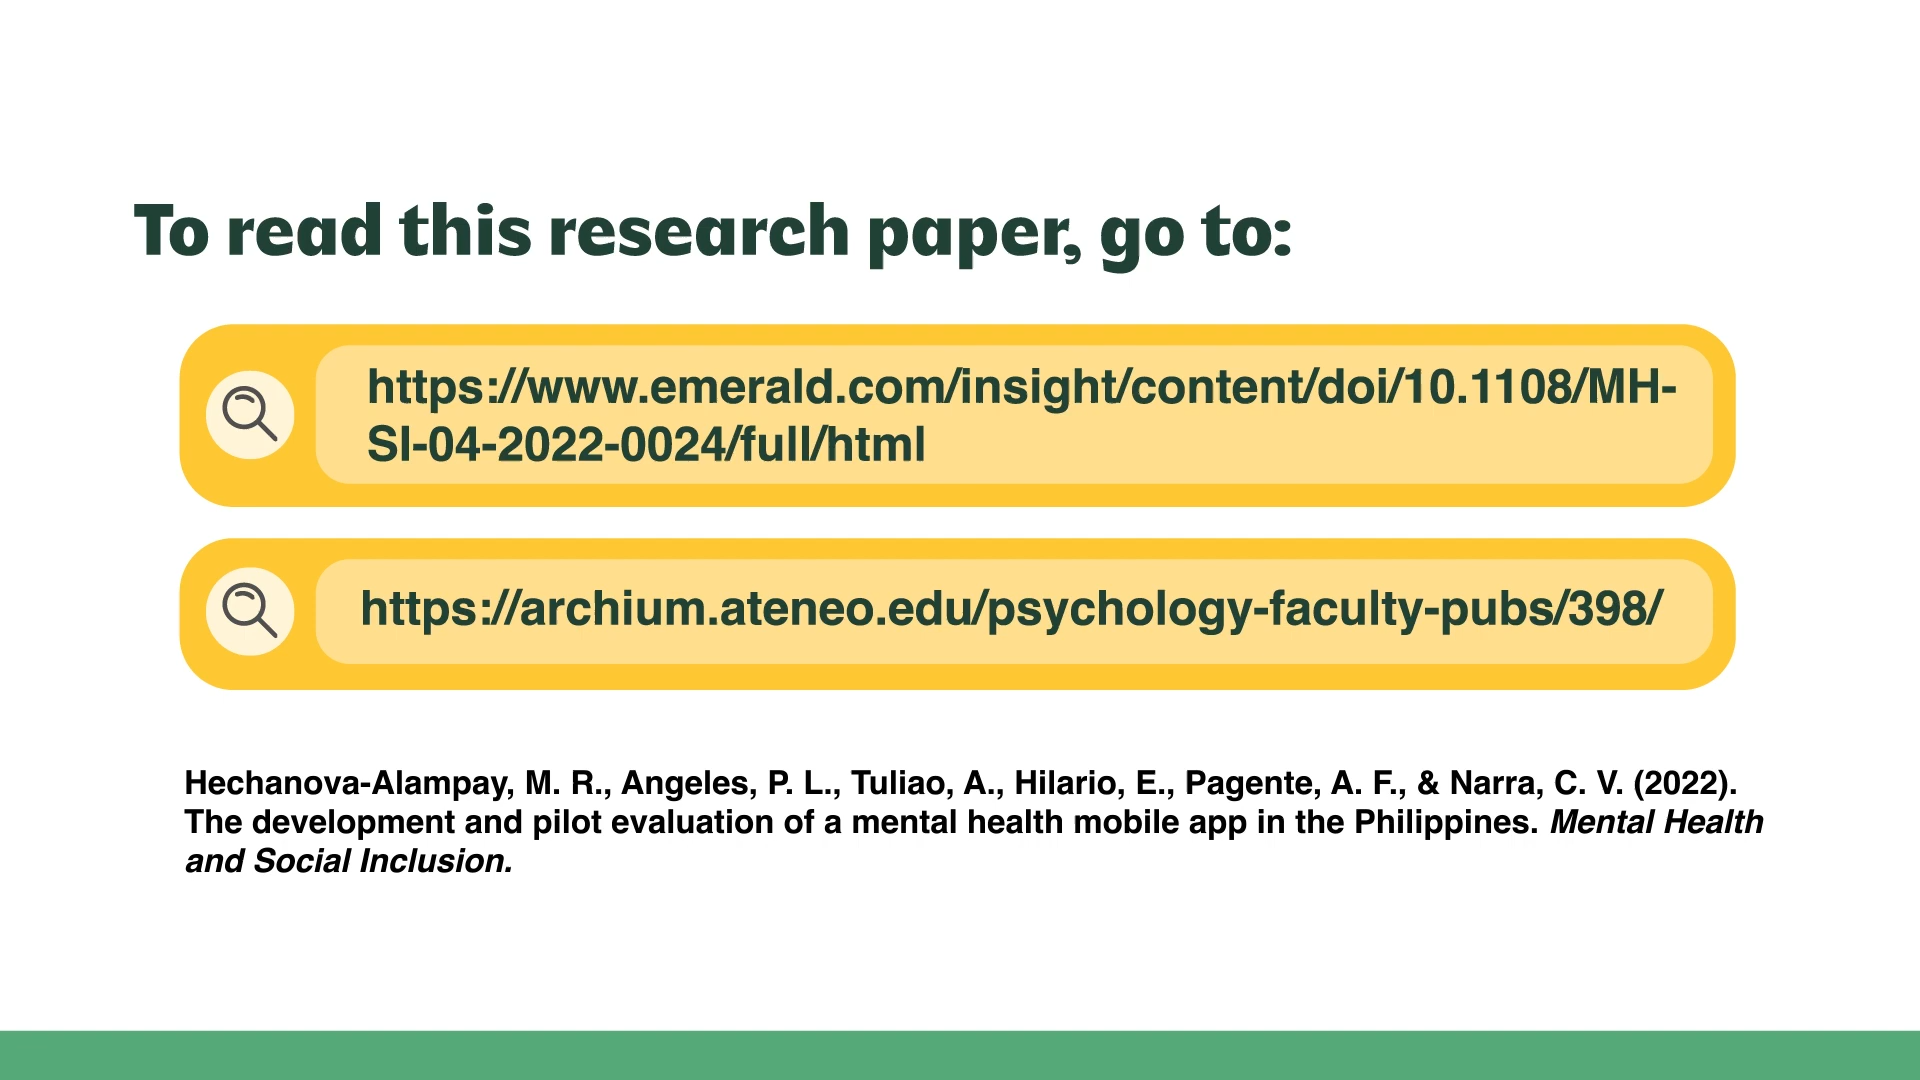 To read this research paper, go to:
https://www.emerald.com/insight/content/doi/10.1108/MH-
SI-04-2022-0024/full/html
https://archium.ateneo.edu/psychology-faculty-pubs/398/
Hechanova-Alampay, M. R., Angeles, P. L., Tuliao, A., Hilario, E., Pagente, A. F., & Narra, C. V. (2022).
The development and pilot evaluation of a mental health mobile app in the Philippines. Mental Health
and Social Inclusion.